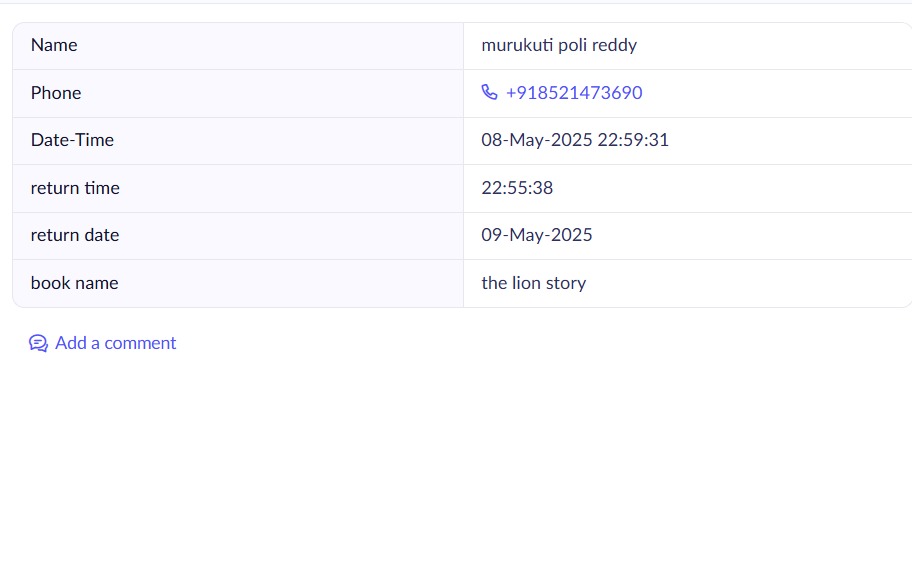 Name murukuti poli reddy
Phone +918521473690
Date-Time 08-May-2025 22:59:31
return time 22:55:38
return date 09-May-2025
book name the lion story
Add a comment